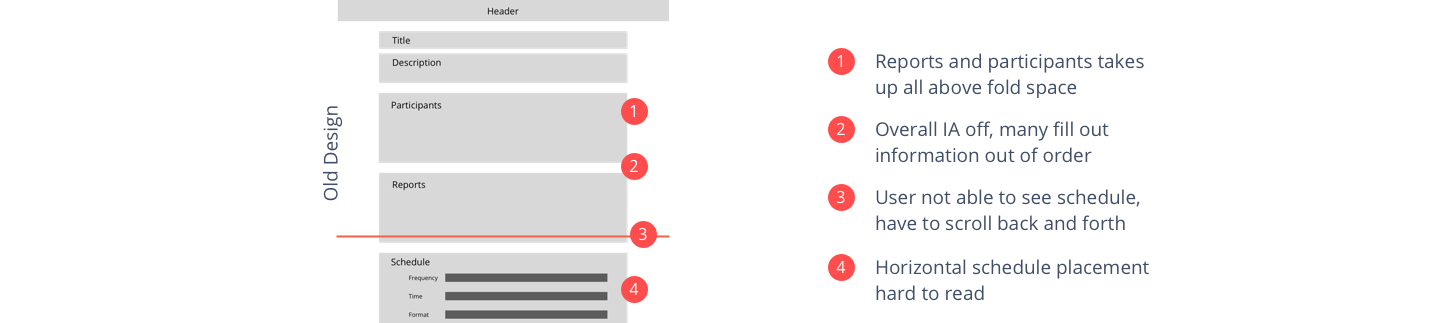 Header
Title
Description
Participants
1
2
Reports
3
Schedule
Frequency
Time
Format
4
Old Design
1
Reports and participants takes
up all above fold space
2
Overall IA off, many fill out
information out of order
3
User not able to see schedule,
have to scroll back and forth
4
Horizontal schedule placement
hard to read